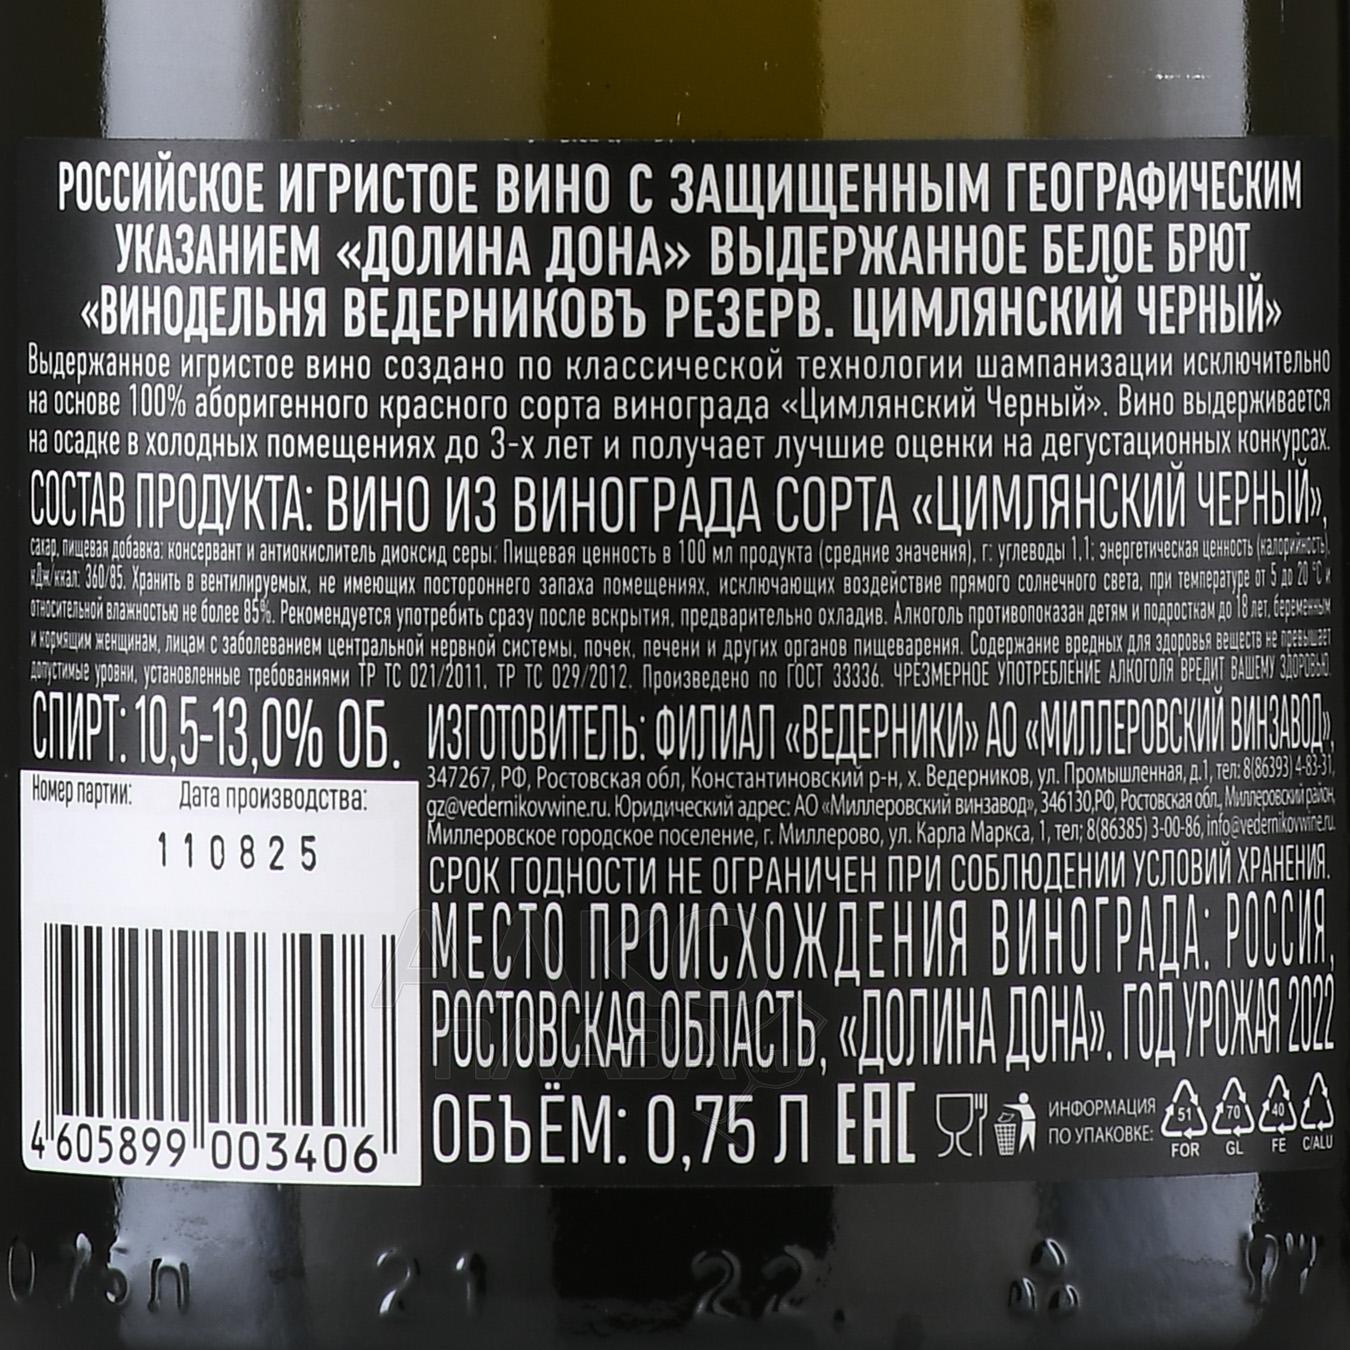 РОССИЙСКОЕ ИГРИСТОЕ ВИНО С ЗАЩИЩЕННЫМ ГЕОГРАФИЧЕСКИМ
УКАЗАНИЕМ «ДОЛИНА ДОНА» ВЫДЕРЖАННОЕ БЕЛОЕ БРЮТ
«ВИНОДЕЛЬНЯ ВЕДЕРНИКОВЪ РЕЗЕРВ. ЦИМЛЯНСКИЙ ЧЕРНЫЙ»
Выдержанное игристое вино создано по классической технологии шампанизации исключительно
на основе 100% аборигенного красного сорта винограда «Цимлянский Черный». Вино выдерживается
на осадке в холодных помещениях до 3-х лет и получает лучшие оценки на дегустационных конкурсах.
СОСТАВ ПРОДУКТА: ВИНО ИЗ ВИНОГРАДА СОРТА «ЦИМЛЯНСКИЙ ЧЕРНЫЙ»,
сахар, пищевая добавка: консервант и антиокислитель диоксид серы. Пищевая ценность в 100 мл продукта (средние значения), г: углеводы 1.1; энергетическая ценность (калорийность),
кДж/ккал: 360/85. Хранить в вентилируемых, не имеющих постороннего запаха помещениях, исключающих воздействие прямого солнечного света, при температуре от 5 до 20 °С и
относительной влажностью не более 85%. Рекомендуется употребить сразу после вскрытия, предварительно охладив. Алкоголь противопоказан детям и подросткам до 18 лет, беременным
и кормящим женщинам, лицам с заболеванием центральной нервной системы, почек, печени и других органов пищеварения. Содержание вредных для здоровья веществ не превышает
допустимые уровни, установленные требованиями ТР ТС 021/2011, ТР ТС 029/2012. Произведено по ГОСТ 33336. ЧРЕЗМЕРНОЕ УПОТРЕБЛЕНИЕ АЛКОГОЛЯ ВРЕДИТ ВАШЕМУ ЗДОРОВЬЮ.
СПИРТ: 10,5-13,0% ОБ.
Номер партии: Дата производства:
110825
4 605899 003406
ИЗГОТОВИТЕЛЬ: ФИЛИАЛ «ВЕДЕРНИКИ» АО «МИЛЛЕРОВСКИЙ ВИНЗАВОД»,
347267, РФ, Ростовская обл, Константиновский р-н, х. Ведерников, ул. Промышленная, д.1, тел: 8(86393) 4-83-31,
gz@vedernikovwine.ru. Юридический адрес: АО «Миллеровский винзавод», 346130,РФ, Ростовская обл., Миллеровский район,
Миллеровское городское поселение, г. Миллерово, ул. Карла Маркса, 1, тел; 8(86385) 3-00-86, info@vedernikovwine.ru.
СРОК ГОДНОСТИ НЕ ОГРАНИЧЕН ПРИ СОБЛЮДЕНИИ УСЛОВИЙ ХРАНЕНИЯ.
МЕСТО ПРОИСХОЖДЕНИЯ ВИНОГРАДА: РОССИЯ,
РОСТОВСКАЯ ОБЛАСТЬ, «ДОЛИНА ДОНА». ГОД УРОЖАЯ 2022
ОБЪЁМ: 0,75 Л EAC
ИНФОРМАЦИЯ
ПО УПАКОВКЕ:
51 70 40
FOR GL FE C/ALU
АЛКО
ПЛАЗА
0,75л 21 22.